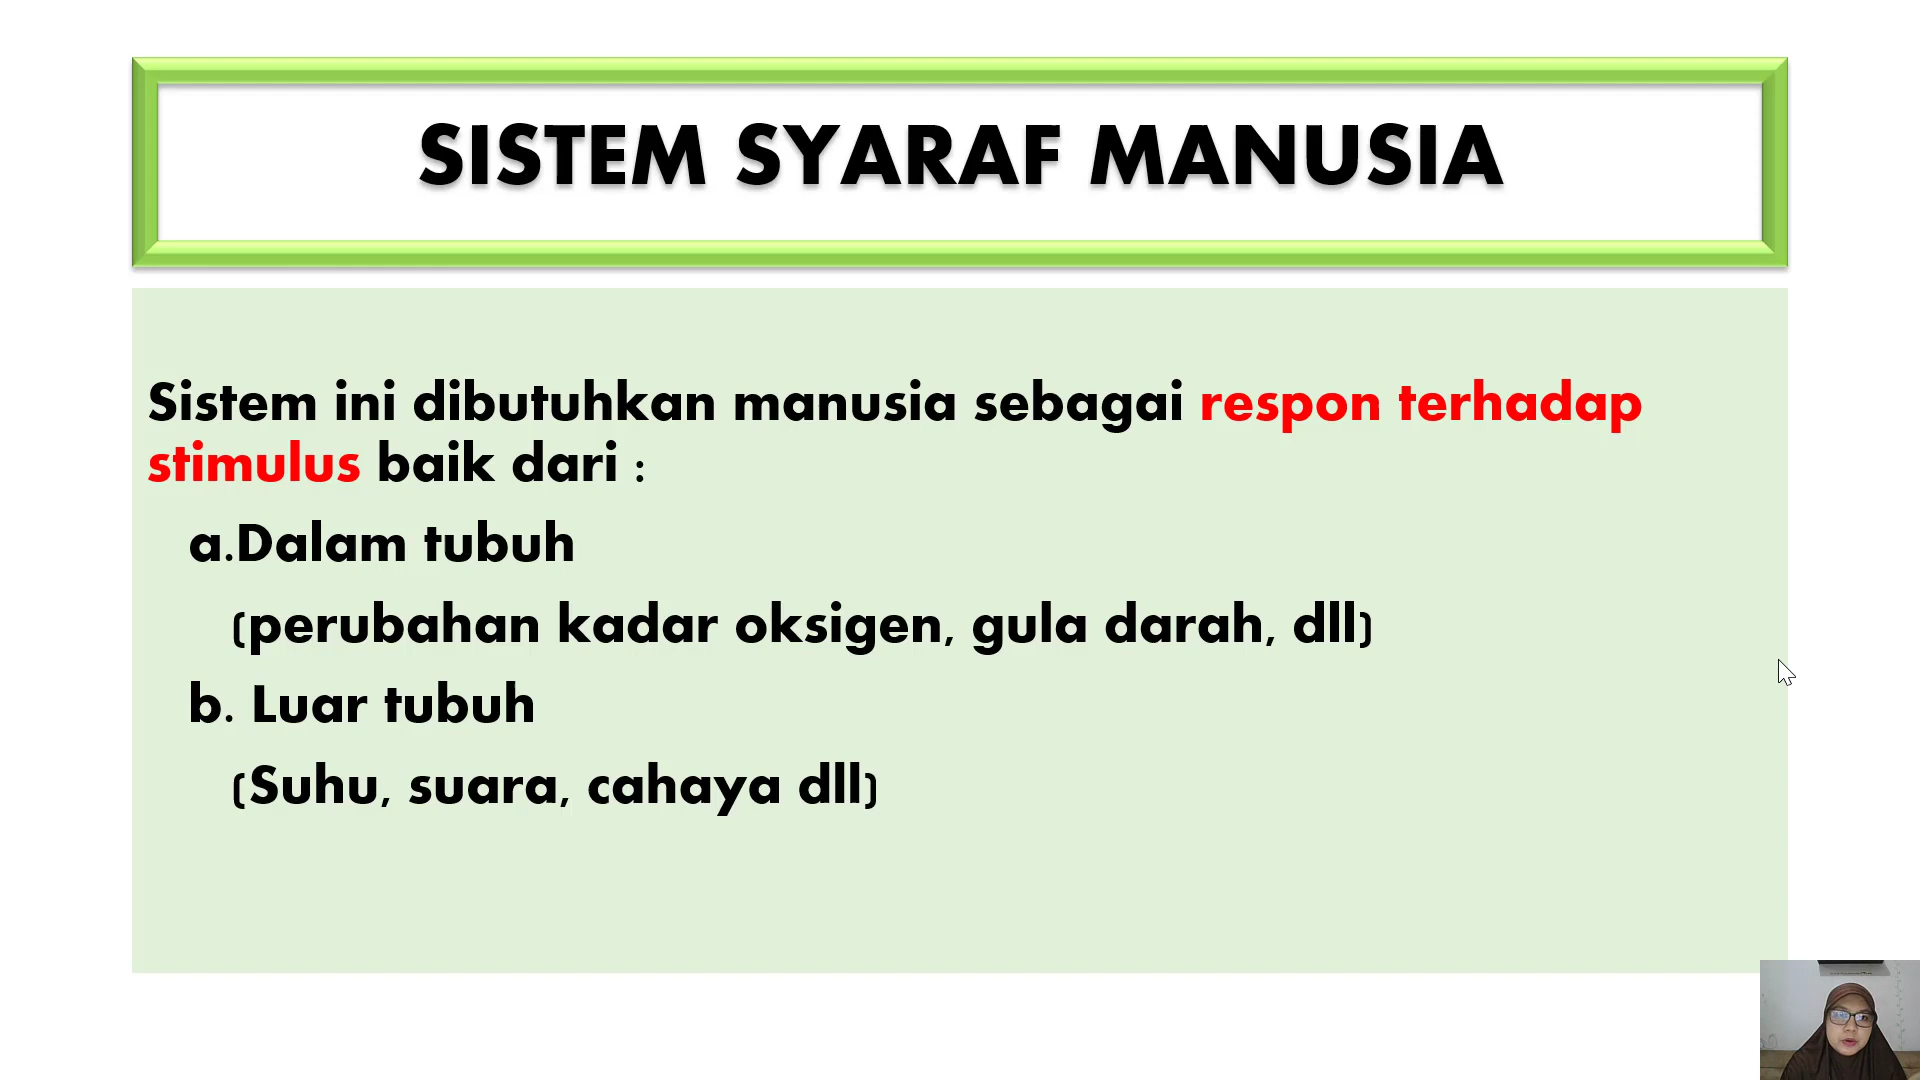 SISTEM SYARAF MANUSIA
Sistem ini dibutuhkan manusia sebagai respon terhadap
stimulus baik dari :
a.Dalam tubuh
(perubahan kadar oksigen, gula darah, dll)
b. Luar tubuh
(Suhu, suara, cahaya dll)